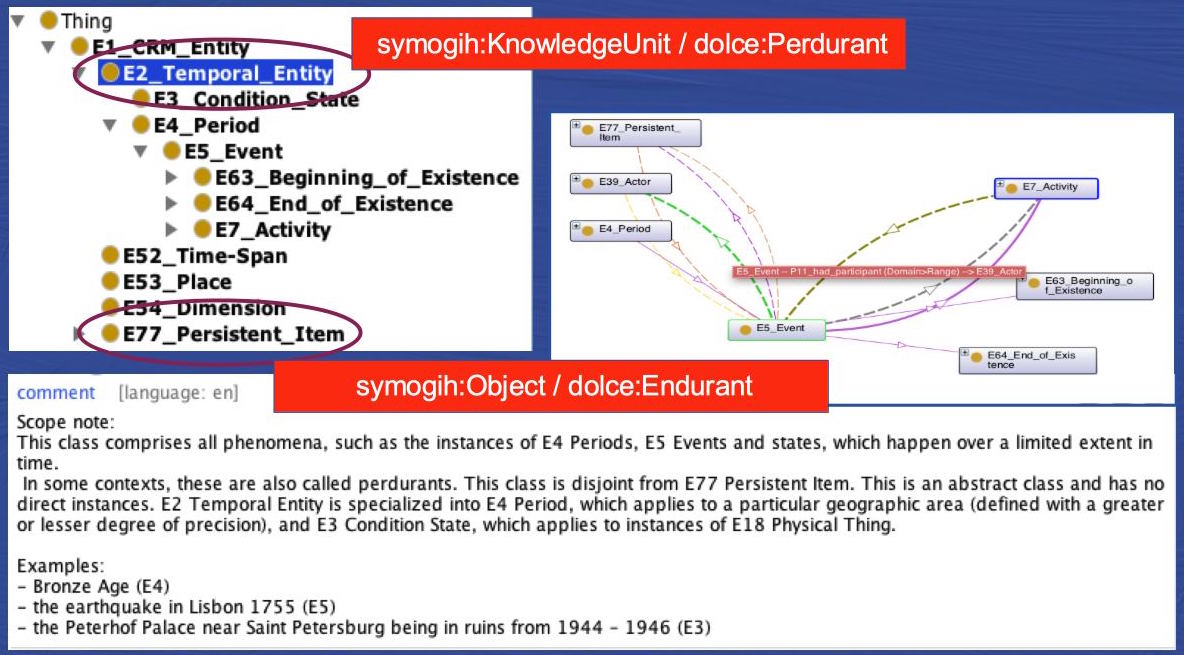 Thing
E1_CRM_Entity
E2_Temporal_Entity
E3_Condition_State
E4_Period
E5_Event
E63_Beginning_of_Existence
E64_End_of_Existence
E7_Activity
E52_Time-Span
E53_Place
E54_Dimension
E77_Persistent_Item
symogih:KnowledgeUnit / dolce:Perdurant
E77_Persistent_
Item
E39_Actor
E4_Period
E7_Activity
E5_Event -- P11_had_participant (Domain>Range) --> E39_Actor
E63_Beginning_o
f_Existence
E5_Event
E64_End_of_Exis
tence
symogih:Object / dolce:Endurant
comment [language: en]
Scope note:
This class comprises all phenomena, such as the instances of E4 Periods, E5 Events and states, which happen over a limited extent in
time.
In some contexts, these are also called perdurants. This class is disjoint from E77 Persistent Item. This is an abstract class and has no
direct instances. E2 Temporal Entity is specialized into E4 Period, which applies to a particular geographic area (defined with a greater
or lesser degree of precision), and E3 Condition State, which applies to instances of E18 Physical Thing.
Examples:
- Bronze Age (E4)
- the earthquake in Lisbon 1755 (E5)
- the Peterhof Palace near Saint Petersburg being in ruins from 1944 - 1946 (E3)